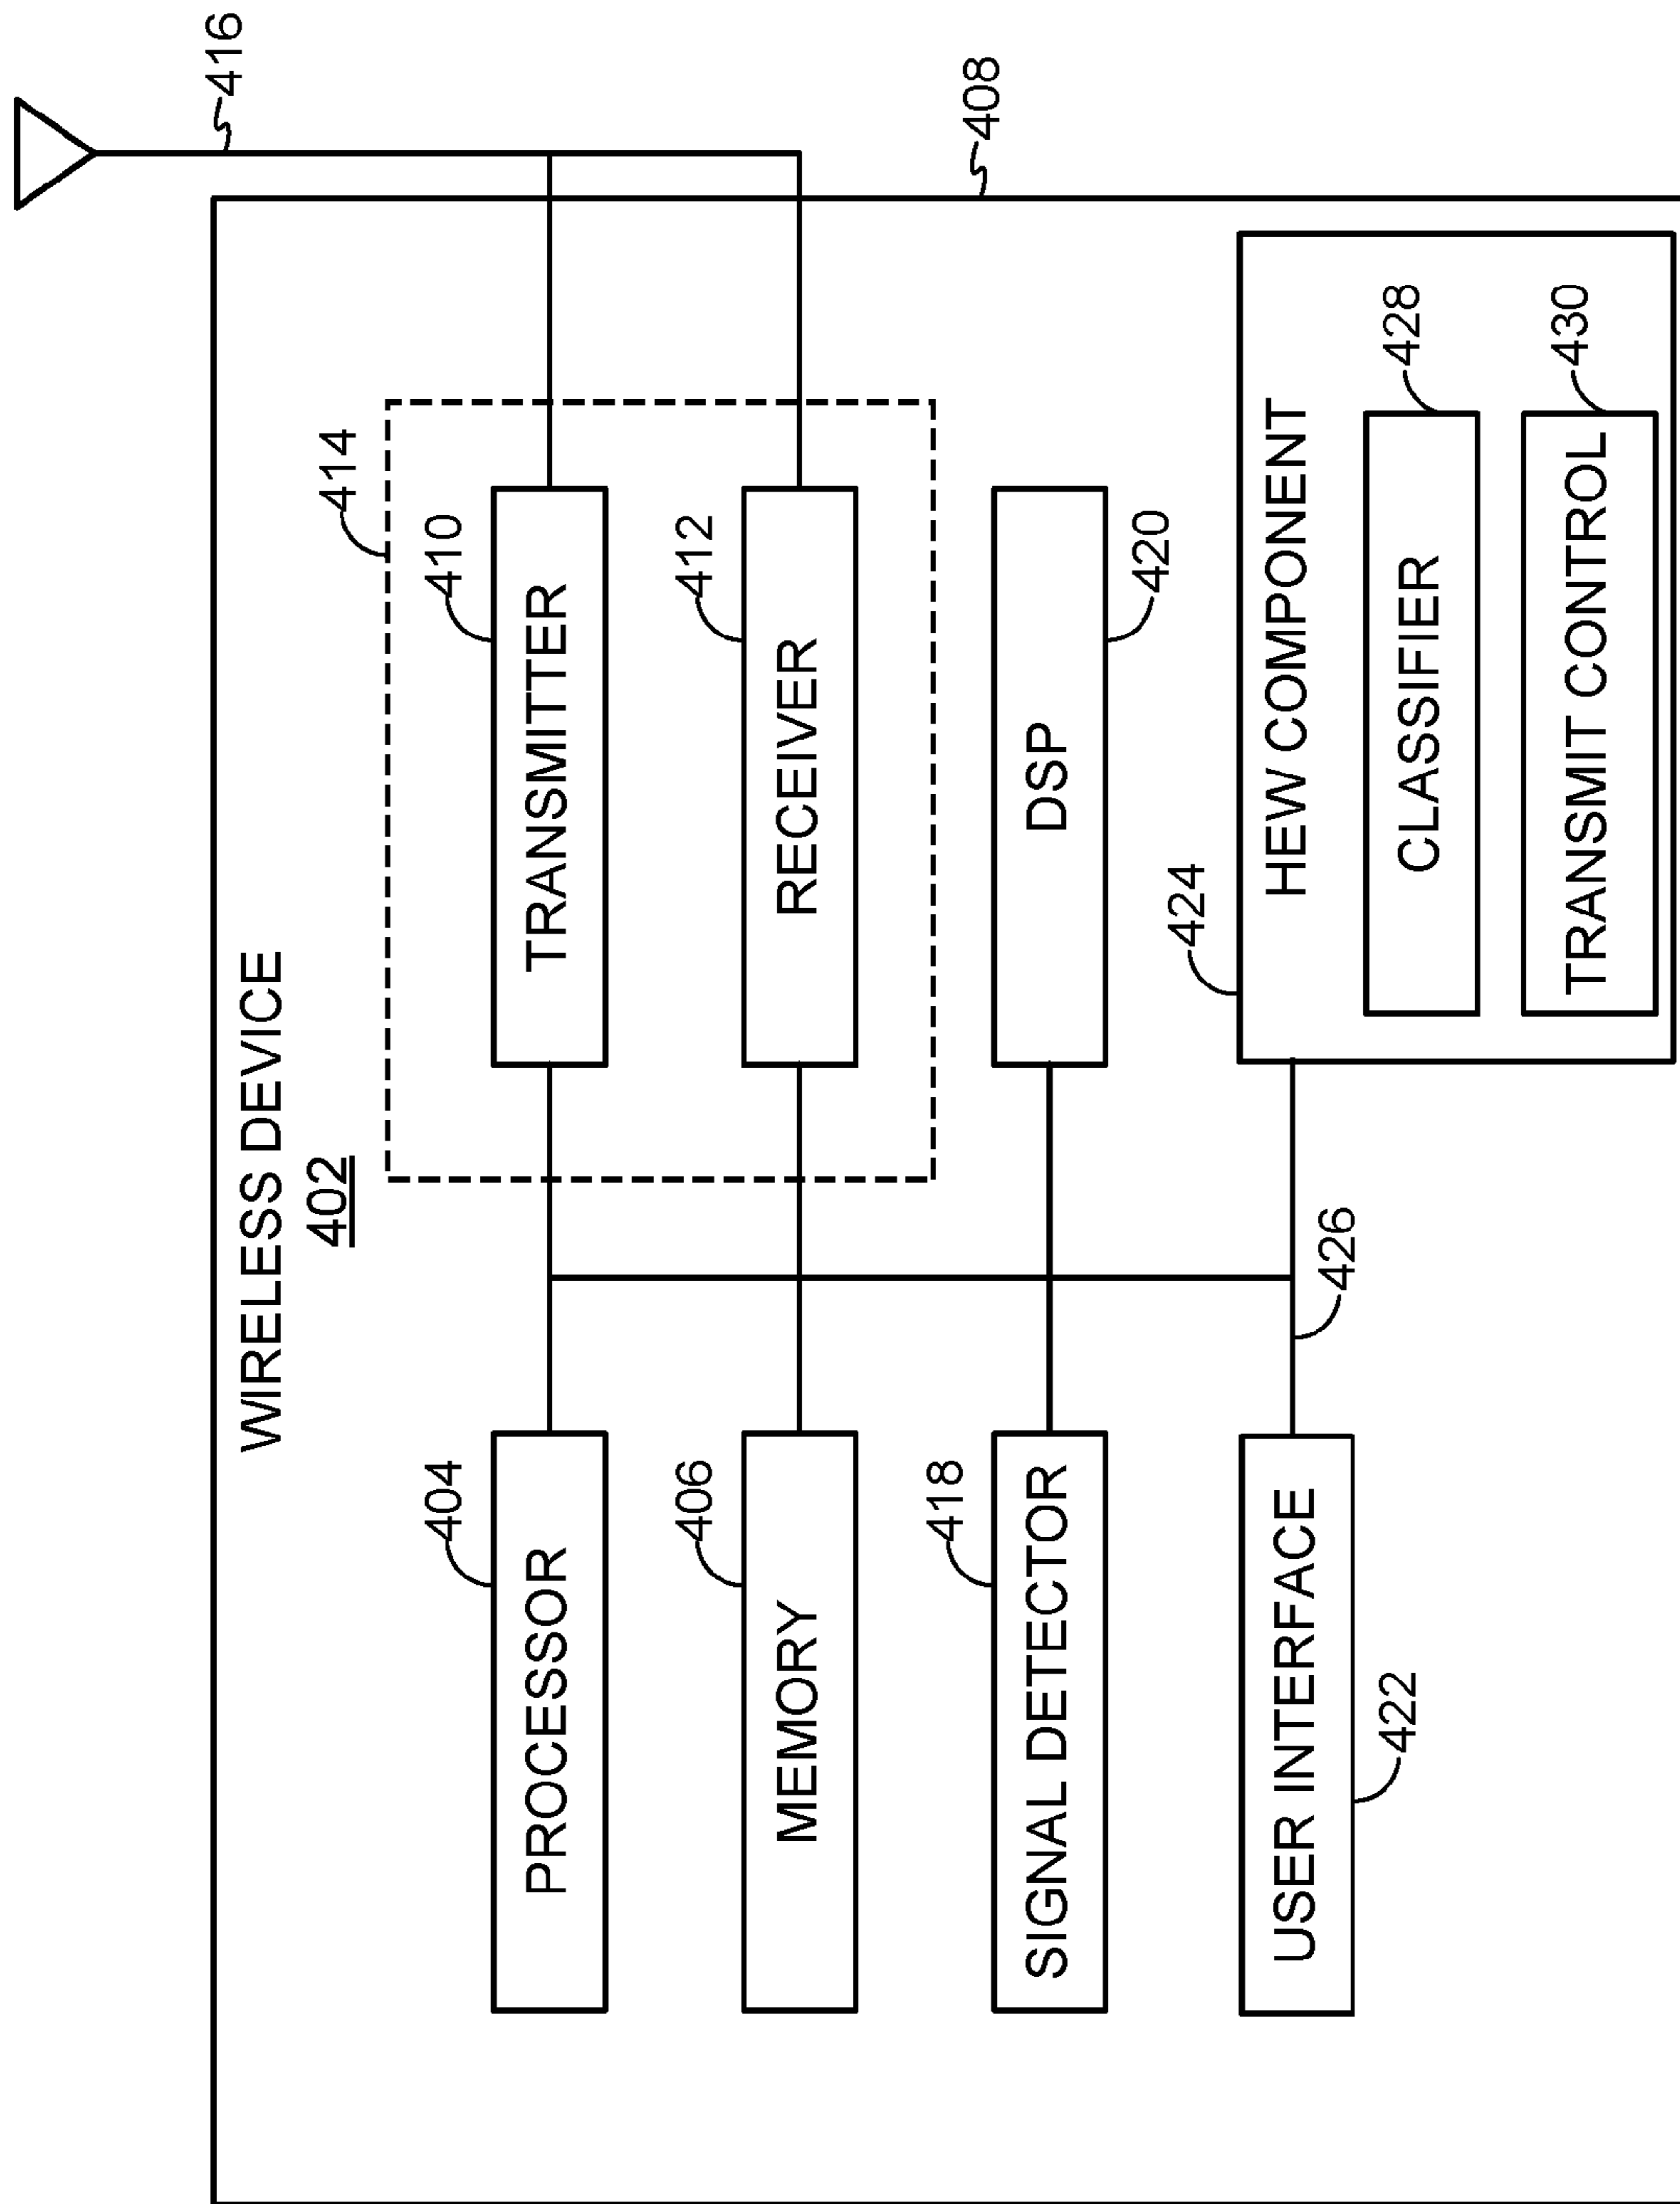 WIRELESS DEVICE
402
416
414
404
PROCESSOR
410
TRANSMITTER
406
MEMORY
412
RECEIVER
408
418
SIGNAL DETECTOR
DSP
420
424
USER INTERFACE
422
426
HEW COMPONENT
CLASSIFIER
428
TRANSMIT CONTROL
430